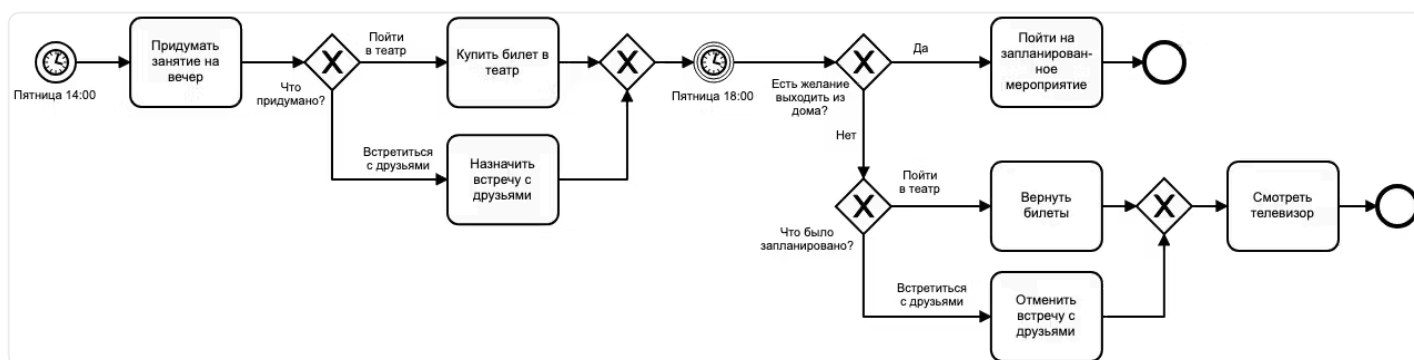 Пятница 14:00
Придумать
занятие на
вечер
Что
придумано?
Пойти
в театр
Купить билет в
театр
Встретиться
с друзьями
Назначить
встречу с
друзьями
Пятница 18:00
Есть желание
выходить из
дома?
Да
Пойти на
запланирован-
ное
мероприятие
Нет
Что было
запланировано?
Пойти
в театр
Вернуть
билеты
Встретиться
с друзьями
Отменить
встречу с
друзьями
Смотреть
телевизор